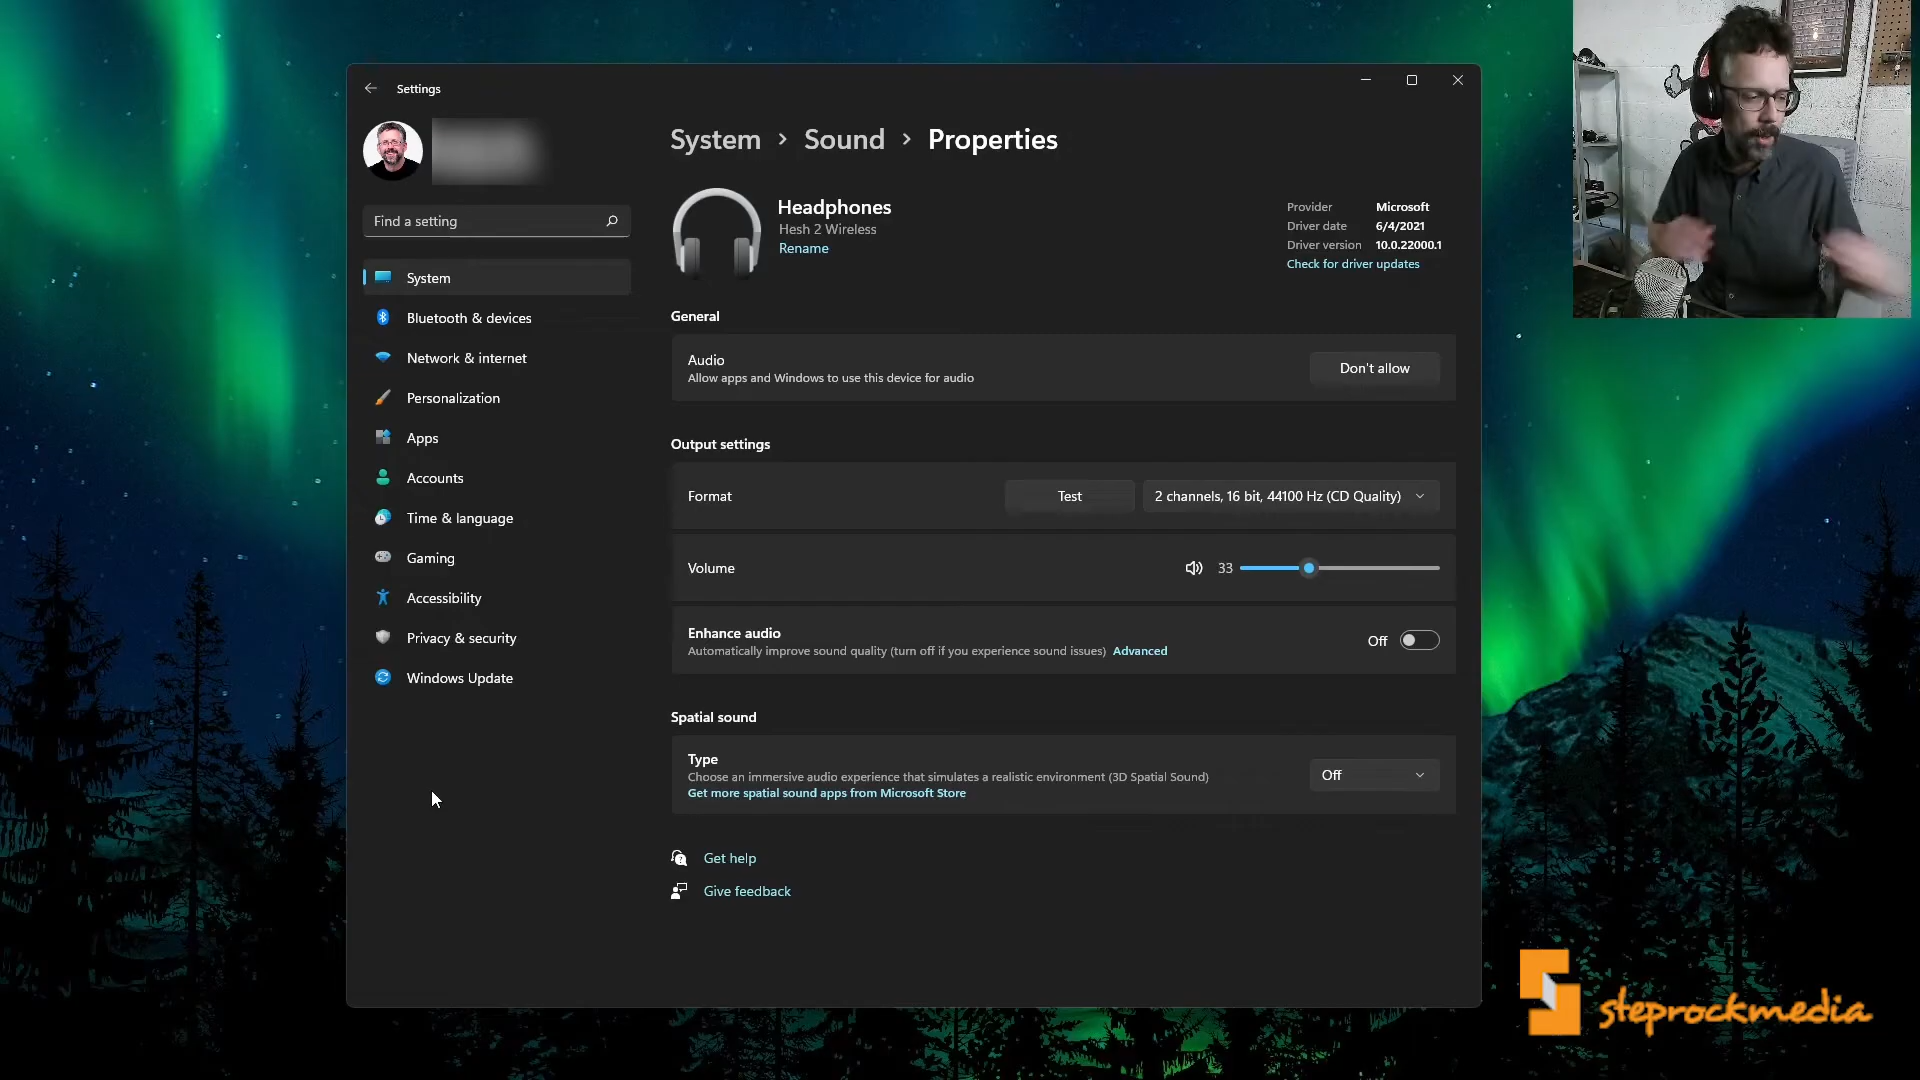 Settings
System > Sound > Properties
Find a setting
System
Bluetooth & devices
Network & internet
Personalization
Apps
Accounts
Time & language
Gaming
Accessibility
Privacy & security
Windows Update
Headphones
Hesh 2 Wireless
Rename
Provider Microsoft
Driver date 6/4/2021
Driver version 10.0.22000.1
Check for driver updates
General
Audio
Allow apps and Windows to use this device for audio
Don't allow
Output settings
Format
Test
2 channels, 16 bit, 44100 Hz (CD Quality)
Volume
33
Enhance audio
Automatically improve sound quality (turn off if you experience sound issues) Advanced
Off
Spatial sound
Type
Choose an immersive audio experience that simulates a realistic environment (3D Spatial Sound)
Get more spatial sound apps from Microsoft Store
Off
Get help
Give feedback
steprockmedia